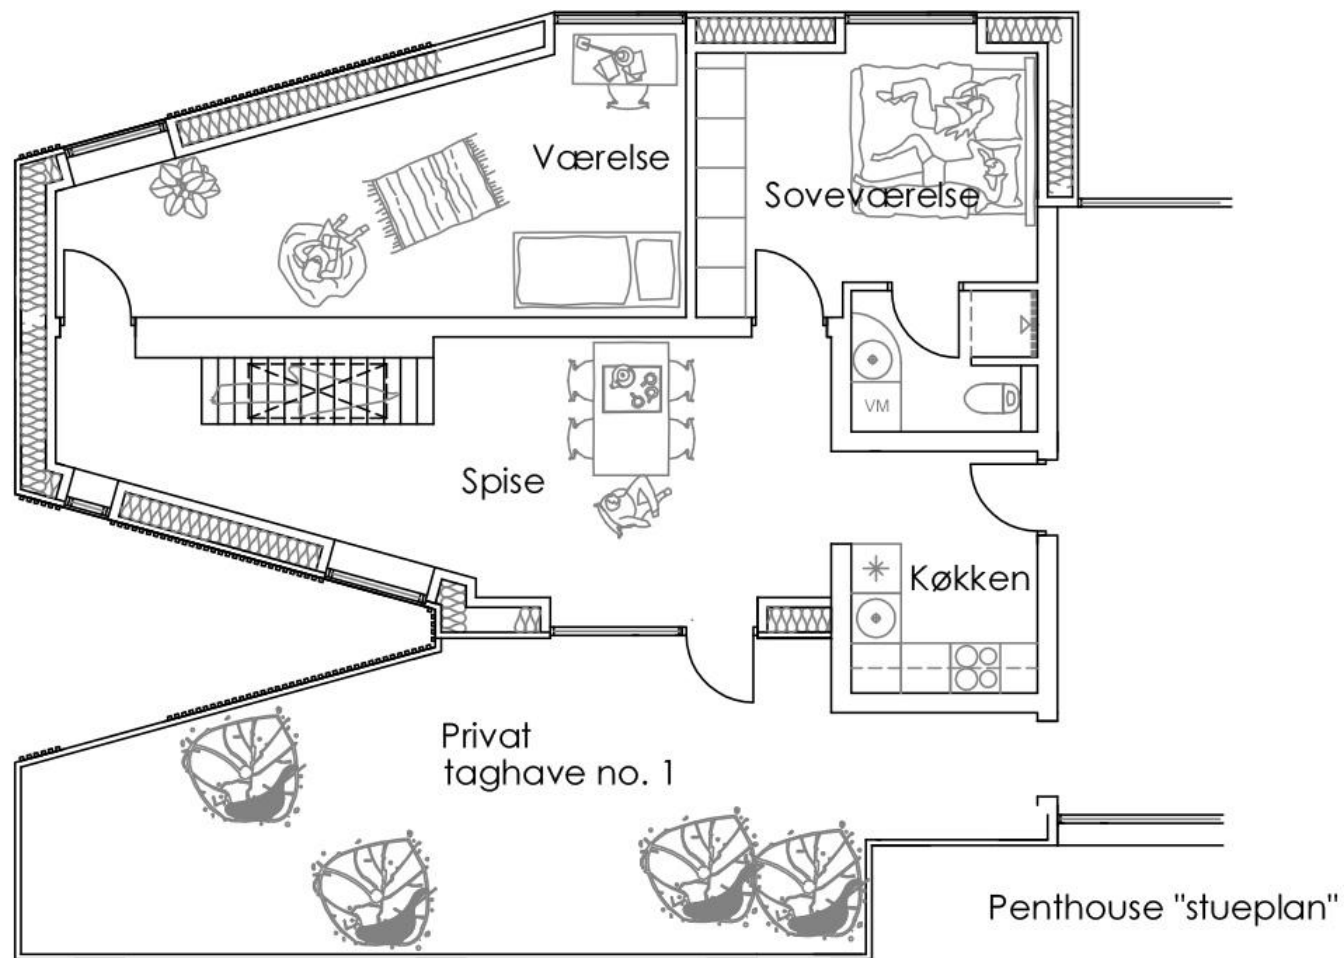 Værelse
Soveværelse
VM
Spise
Køkken
Privat
taghave no. 1
Penthouse "stueplan"